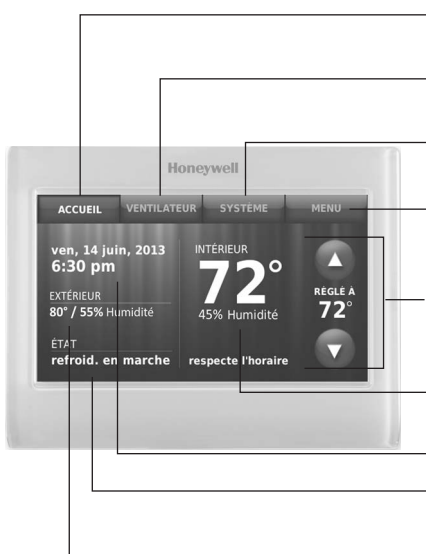 Honeywell
ACCUEIL VENTILATEUR SYSTÈME MENU
ven, 14 juin, 2013
6:30 pm
EXTÉRIEUR
80° / 55% Humidité
ÉTAT
refroid. en marche
INTÉRIEUR
72°
45% Humidité
respecte l'horaire
RÉGLÉ À
72°